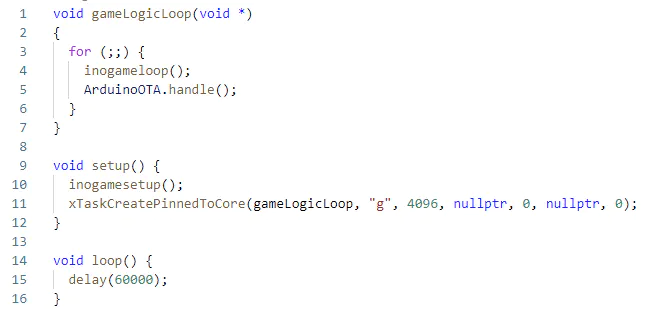 1 void gameLogicLoop(void *)
2 {
3 for (;;) {
4 inogameloop();
5 ArduinoOTA.handle();
6 }
7 }
8
9 void setup() {
10 inogamesetup();
11 xTaskCreatePinnedToCore(gameLogicLoop, "g", 4096, nullptr, 0, nullptr, 0);
12 }
13
14 void loop() {
15 delay(60000);
16 }